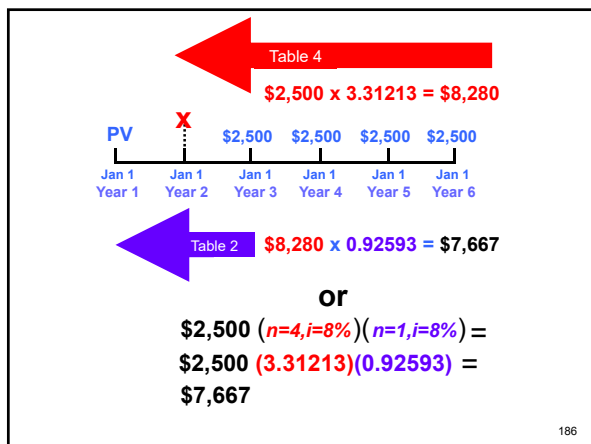 Table 4
$2,500 x 3.31213 = $8,280
PV X $2,500 $2,500 $2,500 $2,500
Jan 1 Jan 1 Jan 1 Jan 1 Jan 1 Jan 1
Year 1 Year 2 Year 3 Year 4 Year 5 Year 6
Table 2 $8,280 x 0.92593 = $7,667
or
$2,500 (n=4,i=8%)(n=1,i=8%) =
$2,500 (3.31213)(0.92593) =
$7,667
186